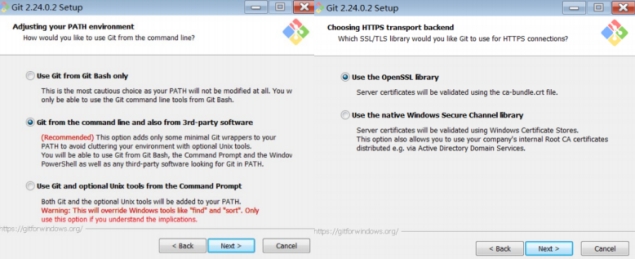 Git 2.24.0.2 Setup
Adjusting your PATH environment
How would you like to use Git from the command line?
Use Git from Git Bash only
This is the most cautious choice as your PATH will not be modified at all. You w
only be able to use the Git command line tools from Git Bash.
Git from the command line and also from 3rd-party software
(Recommended) This option adds only some minimal Git wrappers to your
PATH to avoid cluttering your environment with optional Unix tools.
You will be able to use Git from Git Bash, the Command Prompt and the Window
PowerShell as well as any third-party software looking for Git in PATH.
Use Git and optional Unix tools from the Command Prompt
Both Git and the optional Unix tools will be added to your PATH.
Warning: This will override Windows tools like "find" and "sort". Only
use this option if you understand the implications.
https://gitforwindows.org/
< Back Next > Cancel
Git 2.24.0.2 Setup
Choosing HTTPS transport backend
Which SSL/TLS library would you like Git to use for HTTPS connections?
Use the OpenSSL library
Server certificates will be validated using the ca-bundle.crt file.
Use the native Windows Secure Channel library
Server certificates will be validated using Windows Certificate Stores.
This option also allows you to use your company's internal Root CA certificates
distributed e.g. via Active Directory Domain Services.
https://gitforwindows.org/
< Back Next > Cancel